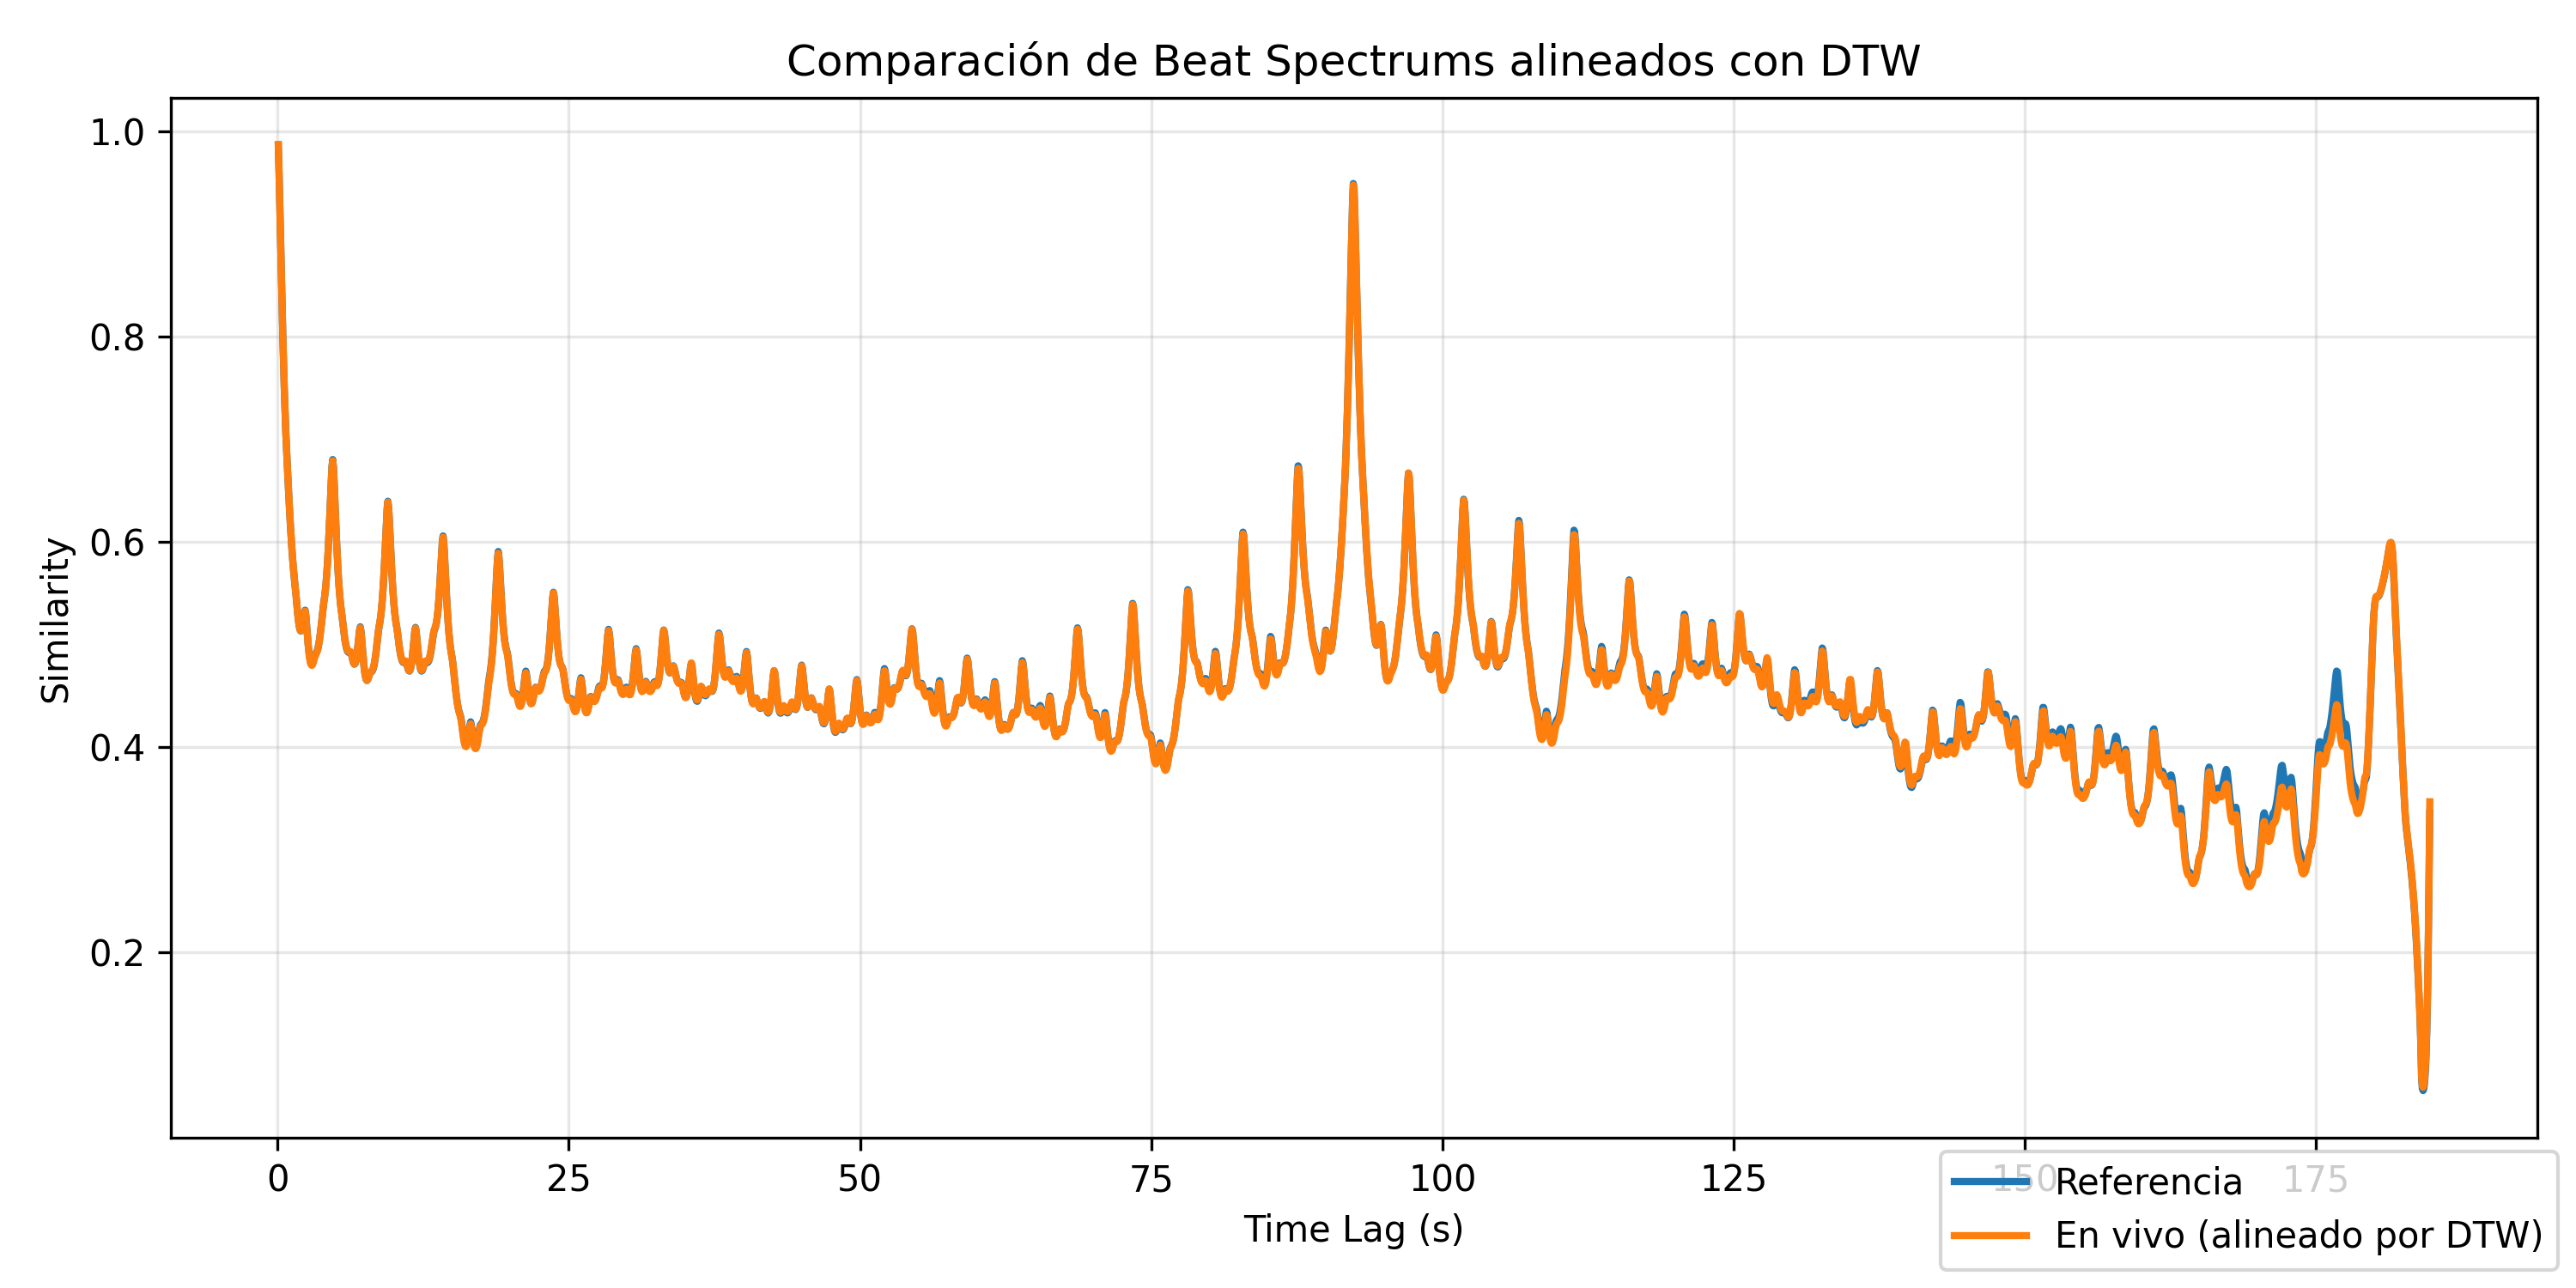 Comparación de Beat Spectrums alineados con DTW
1.0
0.8
0.6
0.4
0.2
Similarity
0 25 50 75 100 125 150 175
Time Lag (s)
Referencia
En vivo (alineado por DTW)